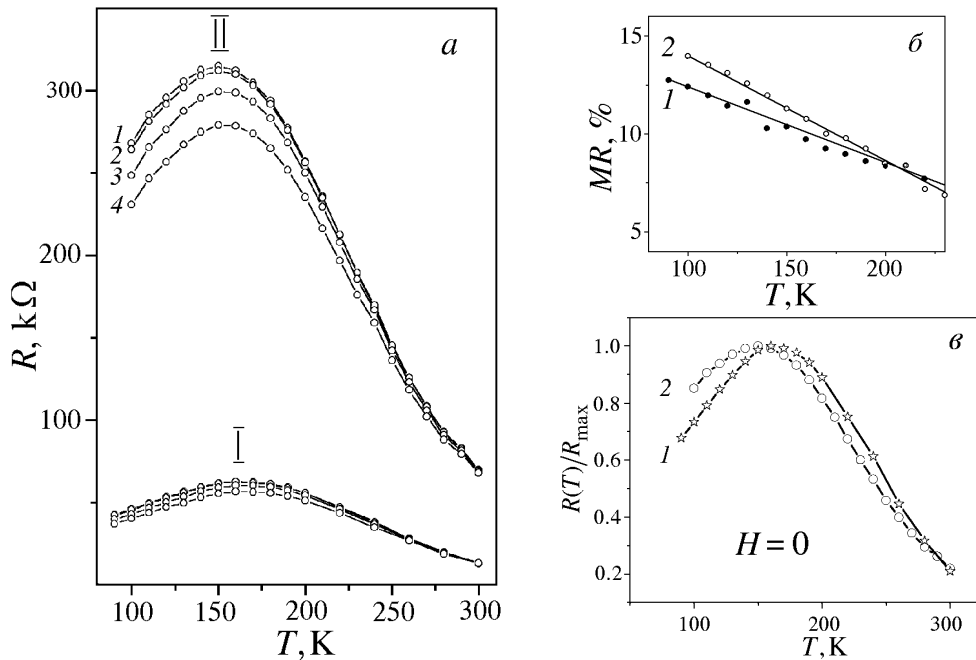 II
а
1
2
3
4
I
R, kΩ
300
200
100
0
100 150 200 250 300
T, K
б
2
1
MR, %
15
10
5
100 150 200
T, K
в
2
1
R(T)/Rmax
1.0
0.8
0.6
0.4
0.2
H = 0
100 200 300
T, K